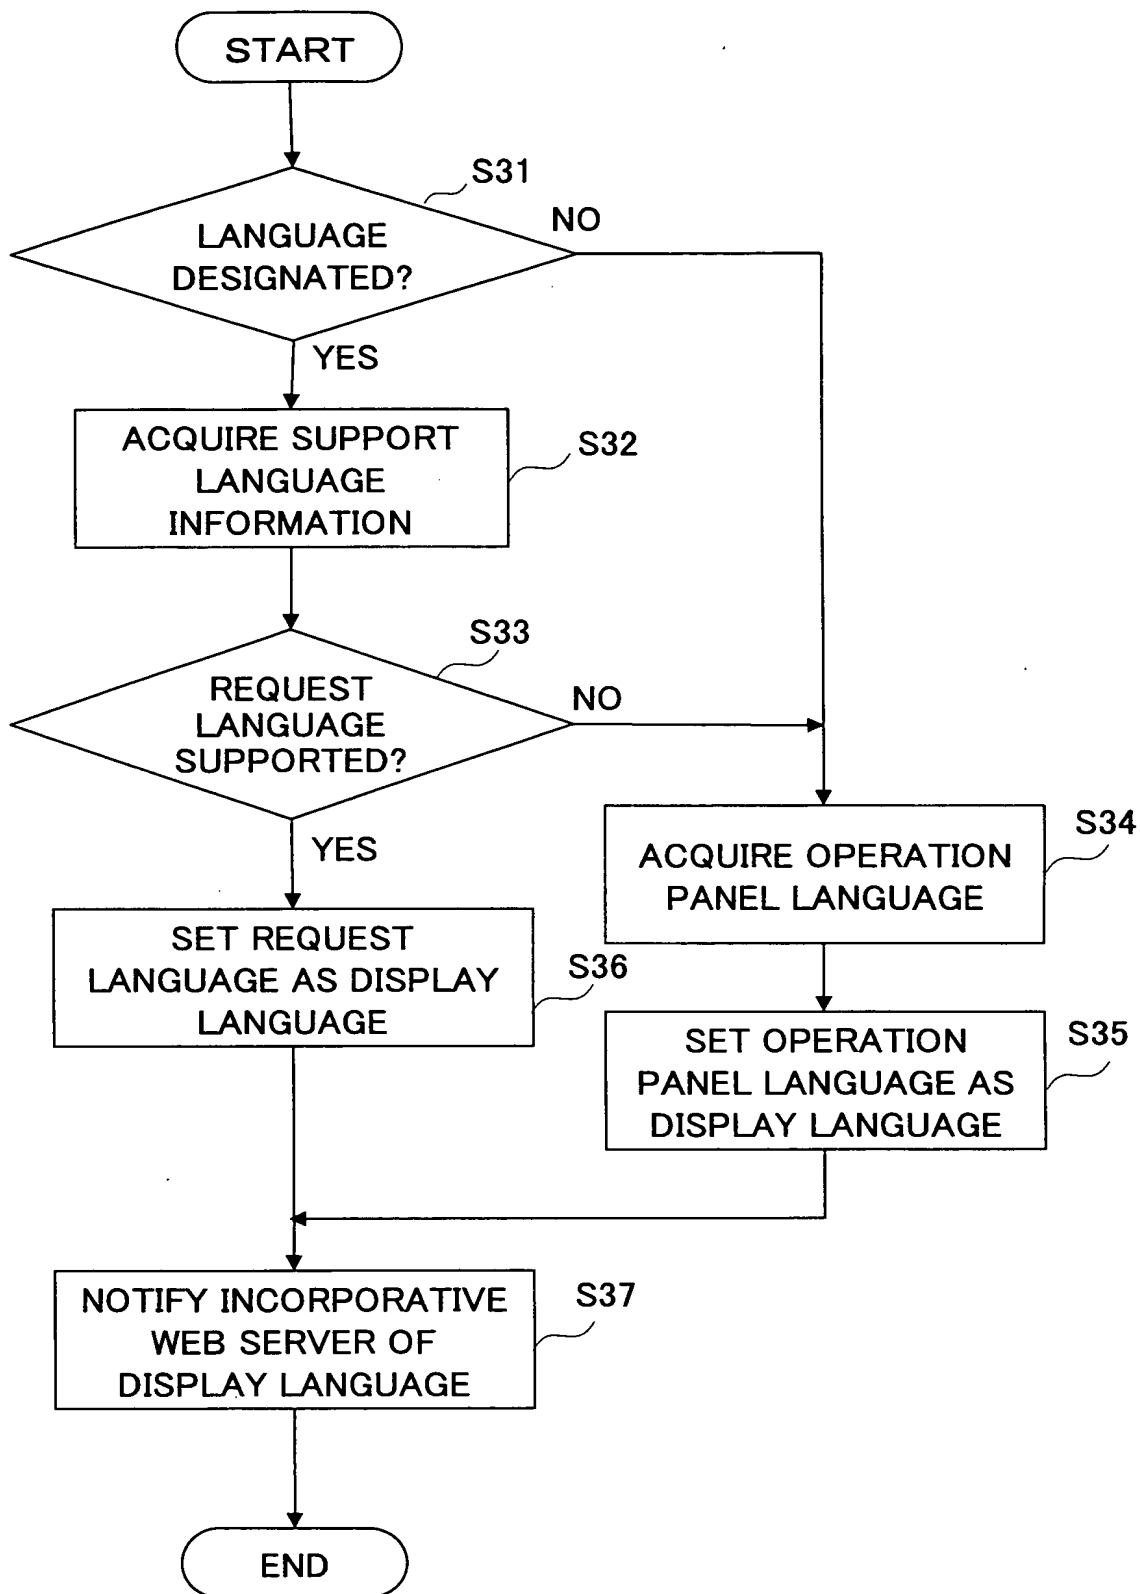 START
S31
LANGUAGE
DESIGNATED?
NO
YES
ACQUIRE SUPPORT
LANGUAGE
INFORMATION
S32
S33
REQUEST
LANGUAGE
SUPPORTED?
NO
YES
S34
ACQUIRE OPERATION
PANEL LANGUAGE
SET REQUEST
LANGUAGE AS DISPLAY
LANGUAGE
S36
S35
SET OPERATION
PANEL LANGUAGE AS
DISPLAY LANGUAGE
NOTIFY INCORPORATIVE
WEB SERVER OF
DISPLAY LANGUAGE
S37
END